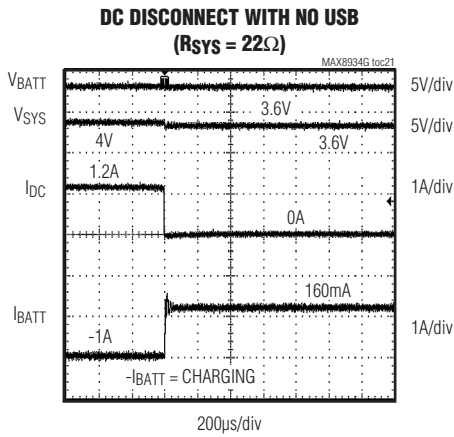 DC DISCONNECT WITH NO USB
(RSYS = 22Ω)
MAX8934G toc21
VBATT
5V/div
3.6V
VSYS
5V/div
4V
3.6V
1.2A
IDC
1A/div
0A
160mA
IBATT
1A/div
-1A
-IBATT = CHARGING
200µs/div